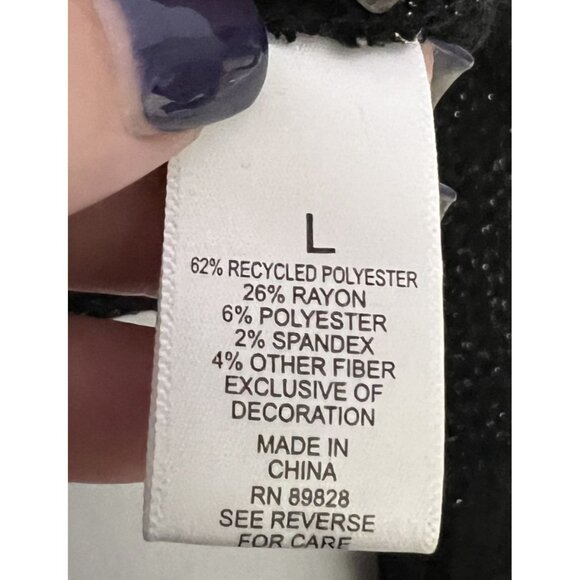 L
62% RECYCLED POLYESTER
26% RAYON
6% POLYESTER
2% SPANDEX
4% OTHER FIBER
EXCLUSIVE OF
DECORATION
MADE IN
CHINA
RN 89828
SEE REVERSE
FOR CARE